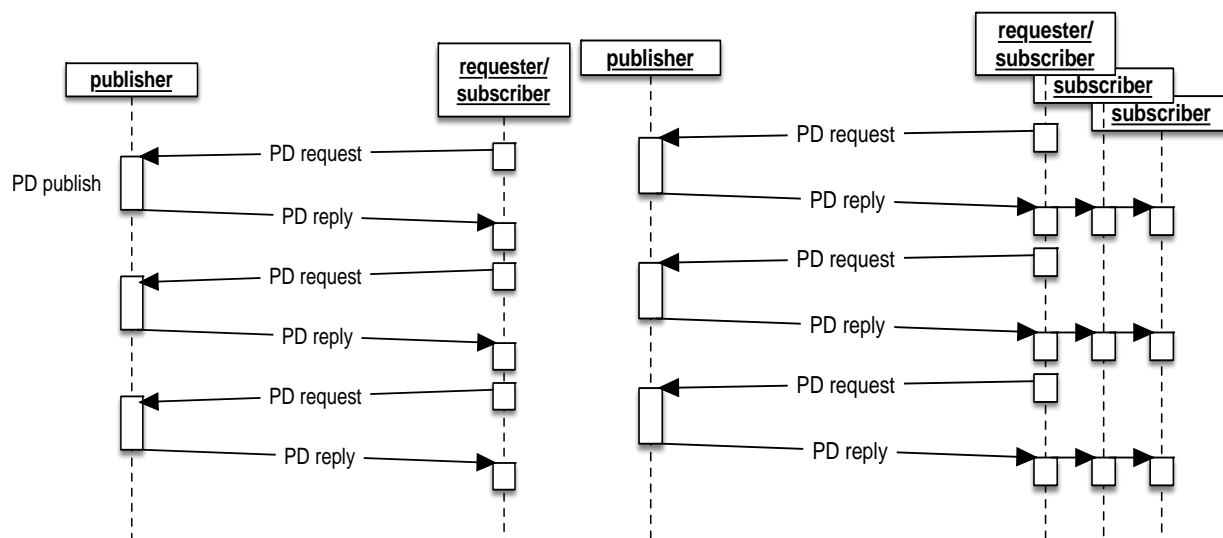 publisher
requester/
subscriber
PD request
PD publish
PD reply
PD request
PD reply
PD request
PD reply
publisher
requester/
subscriber
subscriber
subscriber
PD request
PD reply
PD request
PD reply
PD request
PD reply